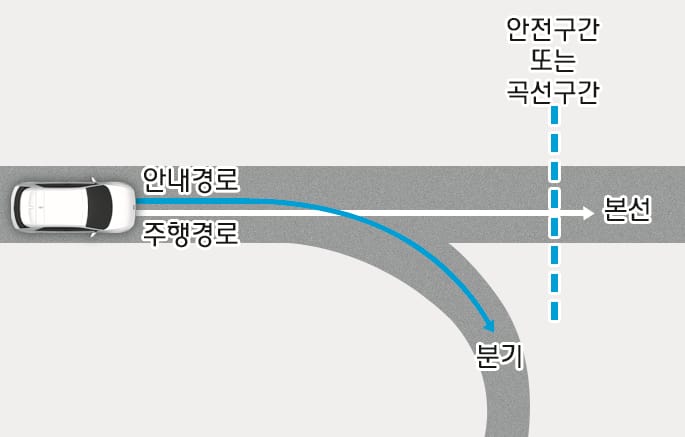 안전구간
또는
곡선구간
안내경로
본선
주행경로
분기